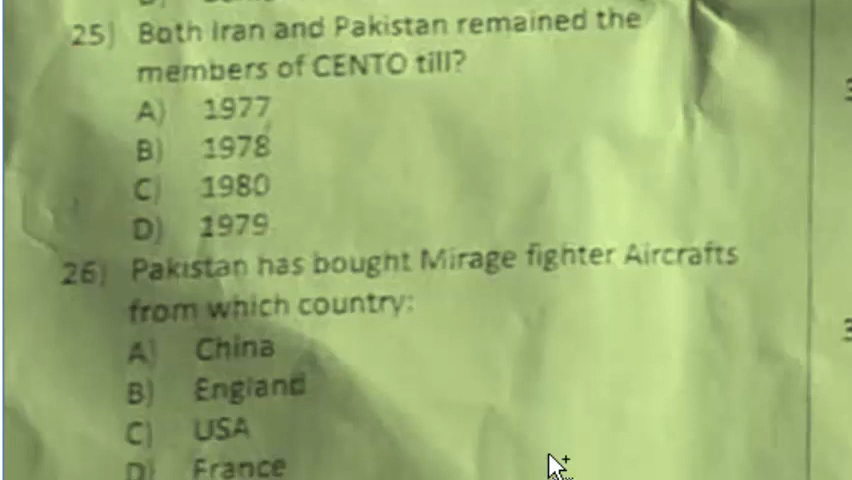 25) Both Iran and Pakistan remained the
members of CENTO till?
A) 1977
B) 1978
C) 1980
D) 1979
26) Pakistan has bought Mirage fighter Aircrafts
from which country:
A) China
B) England
C) USA
D) France